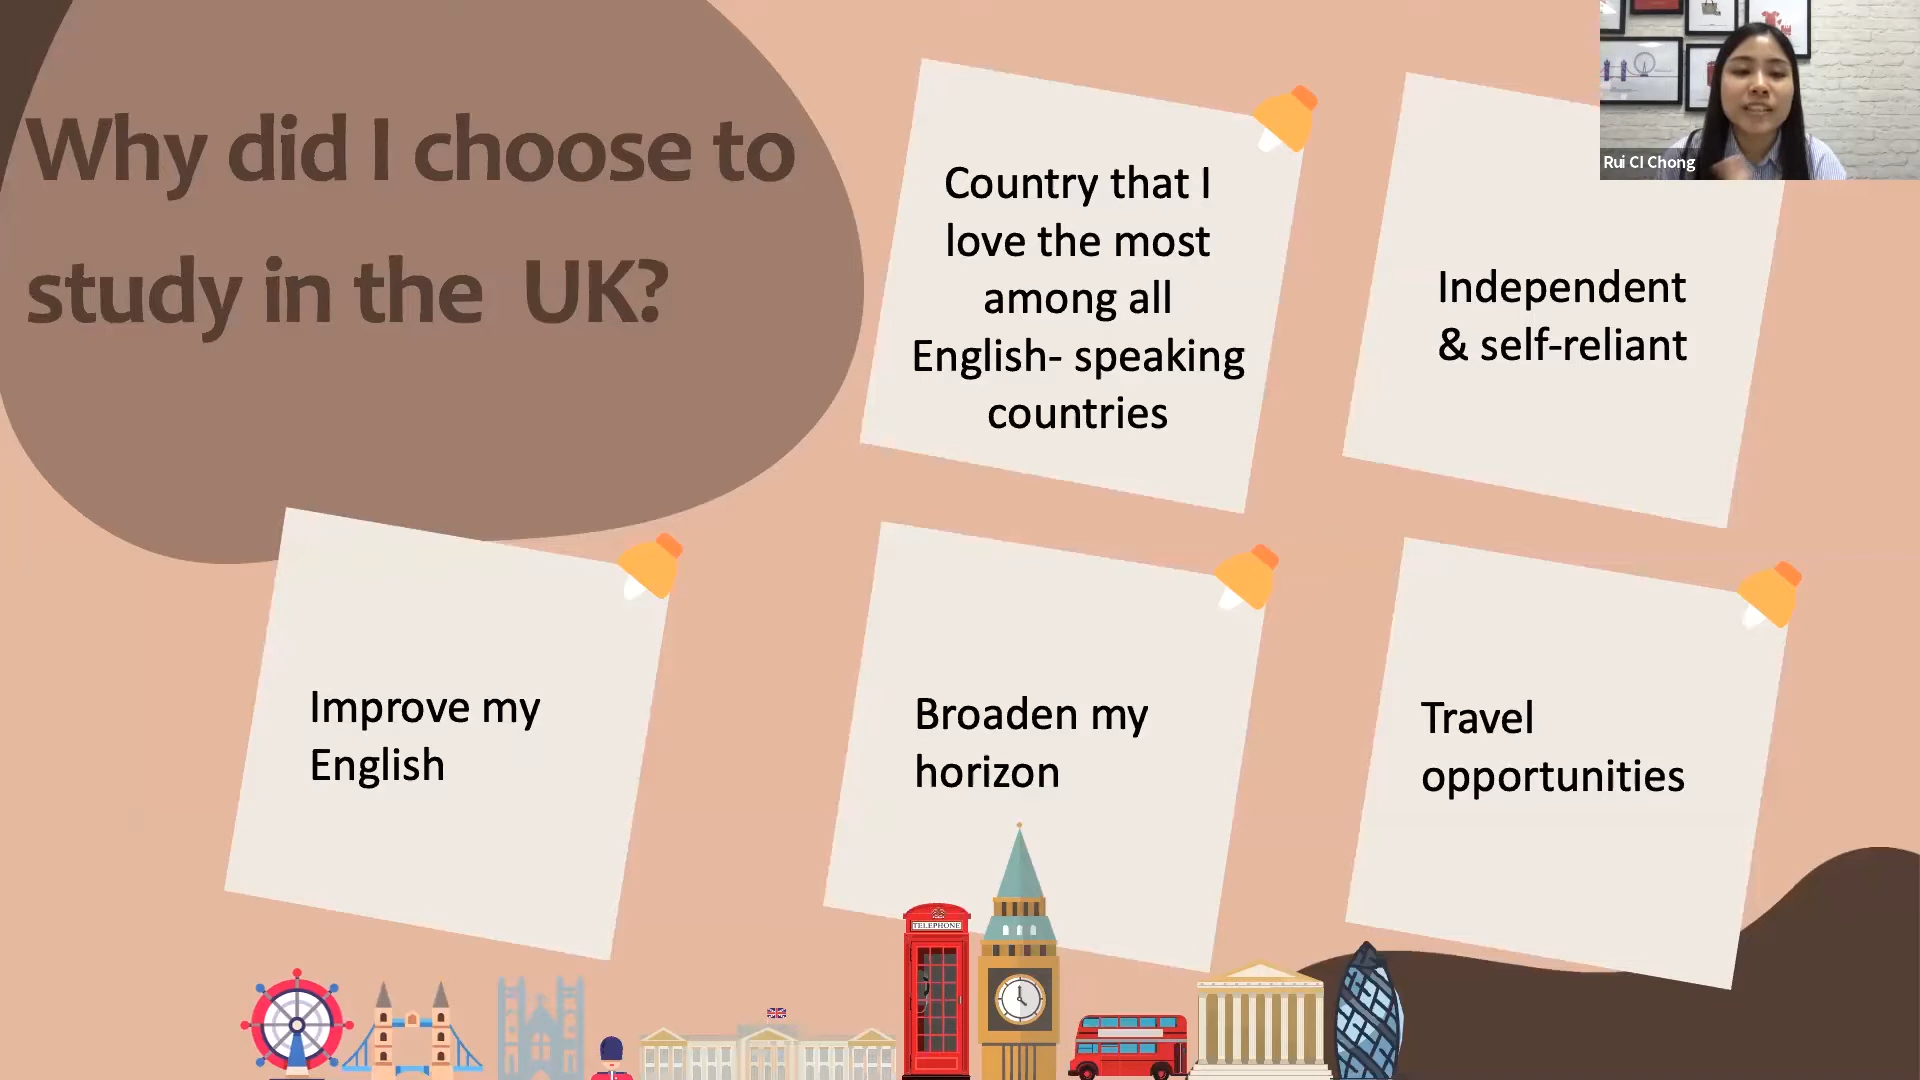 Why did I choose to
study in the UK?
Country that I
love the most
among all
English- speaking
countries
Independent
& self-reliant
Rui CI Chong
Improve my
English
Broaden my
horizon
Travel
opportunities
TELEPHONE